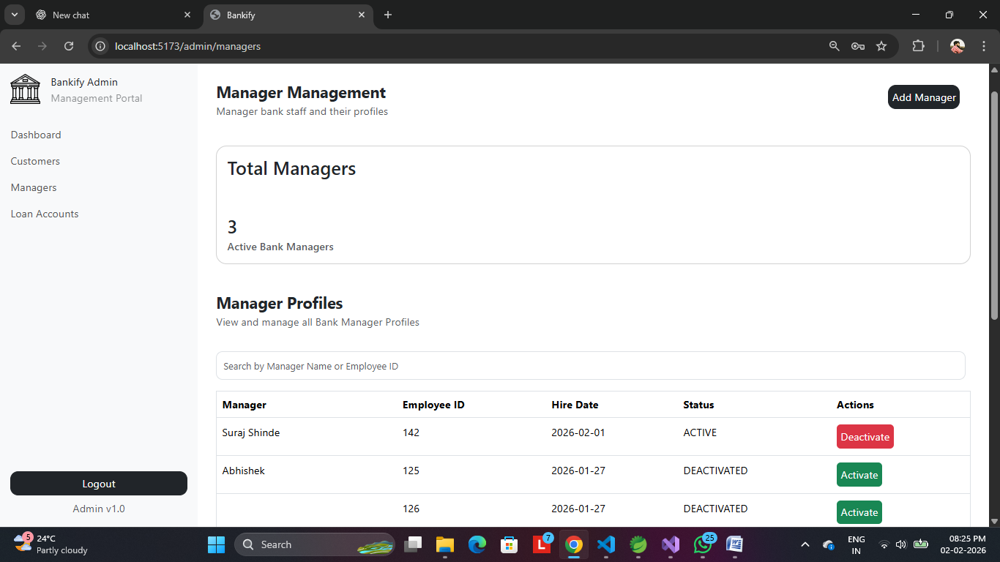 New chat
Bankify
localhost:5173/admin/managers
Bankify Admin
Management Portal
Dashboard
Customers
Managers
Loan Accounts
Logout
Admin v1.0
Manager Management
Manager bank staff and their profiles
Add Manager
Total Managers
3
Active Bank Managers
Manager Profiles
View and manage all Bank Manager Profiles
Search by Manager Name or Employee ID
Manager Employee ID Hire Date Status Actions
Suraj Shinde 142 2026-02-01 ACTIVE Deactivate
Abhishek 125 2026-01-27 DEACTIVATED Activate
126 2026-01-27 DEACTIVATED Activate
5
24°C
Partly cloudy
Search
L
7
25
ENG
IN
08:25 PM
02-02-2026